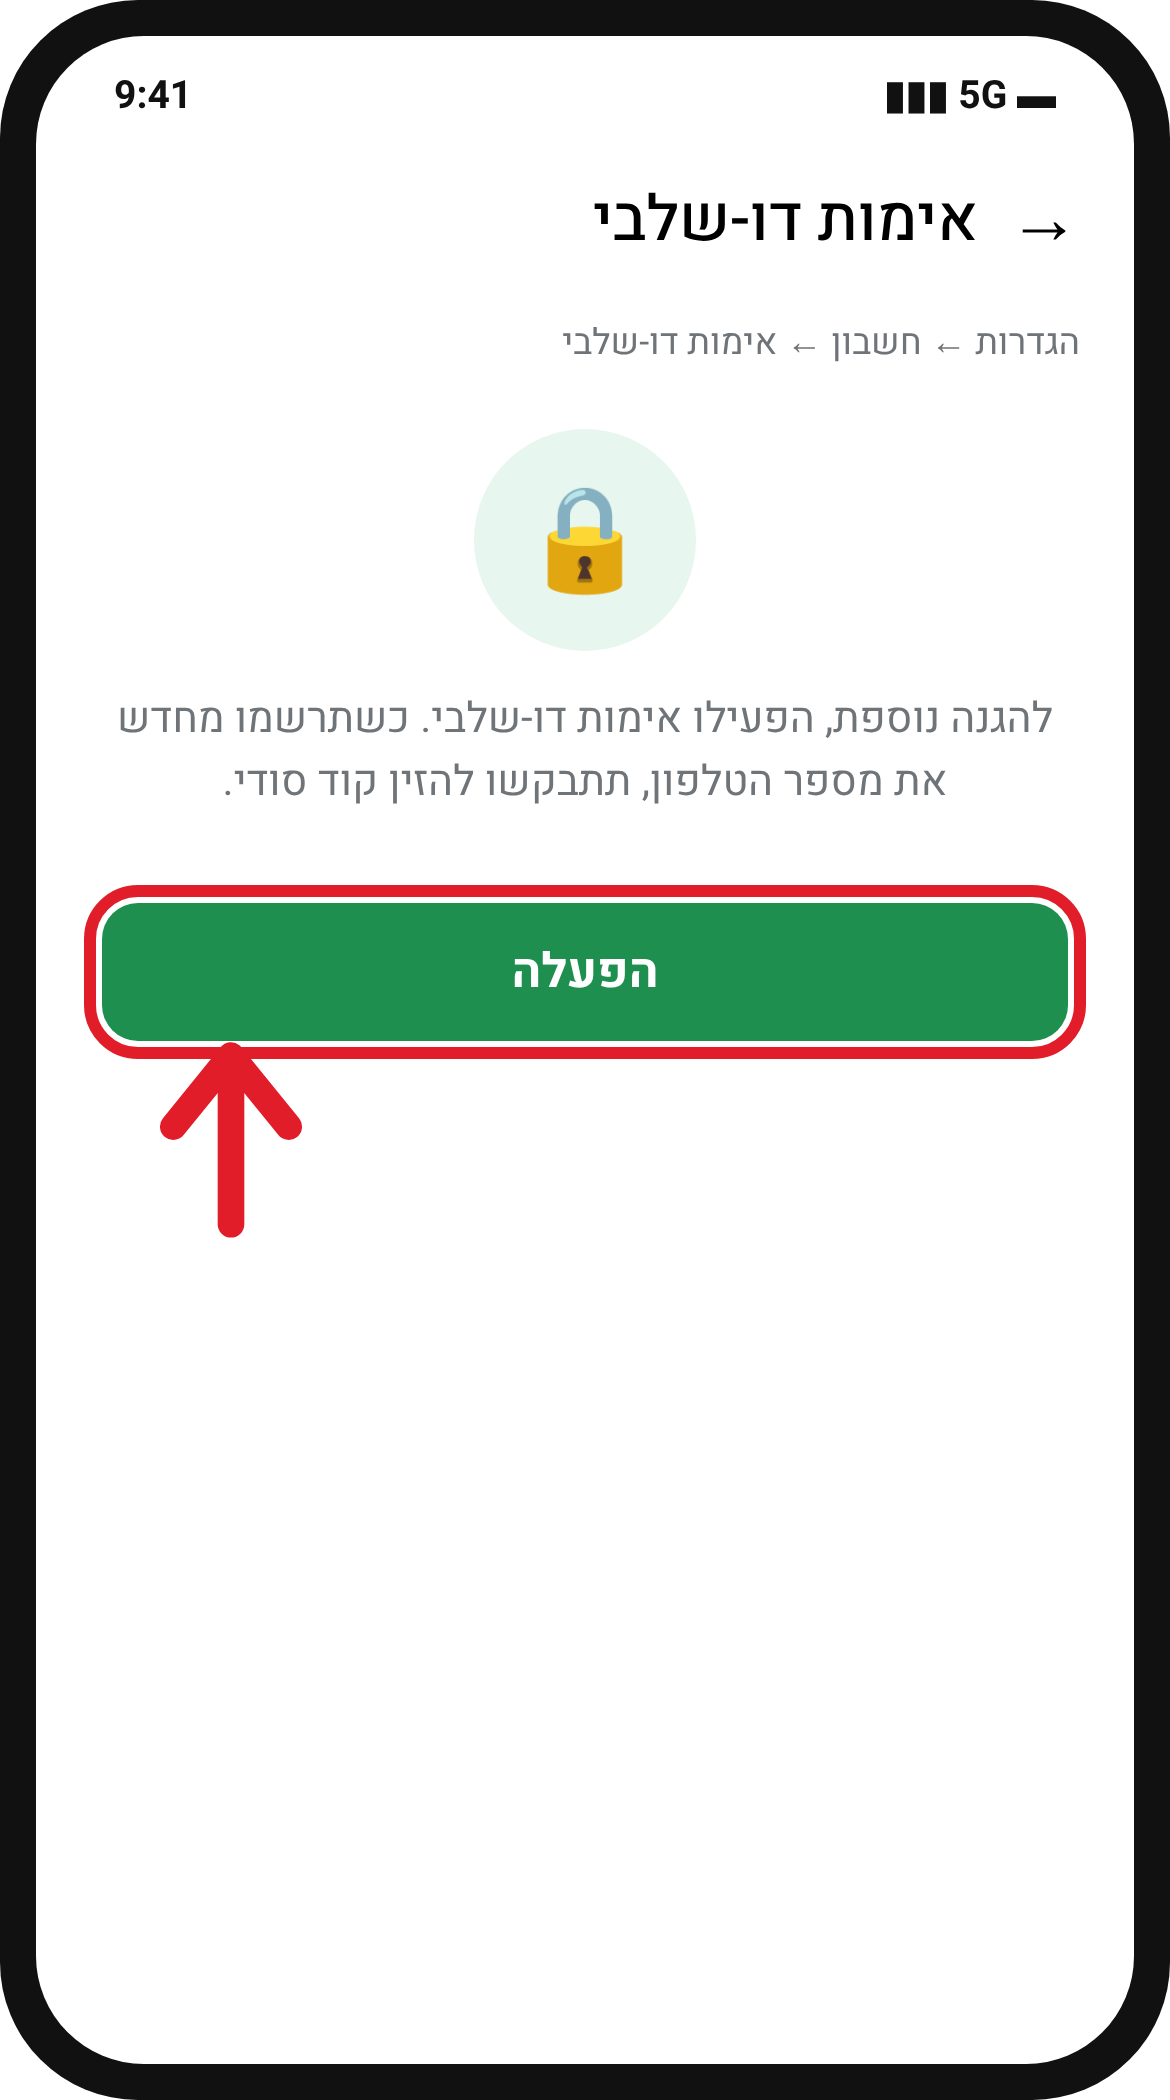 9:41
5G
→ אימות דו-שלבי
הגדרות ← חשבון ← אימות דו-שלבי
להגנה נוספת, הפעילו אימות דו-שלבי. כשתרשמו מחדש
את מספר הטלפון, תתבקשו להזין קוד סודי.
הפעלה